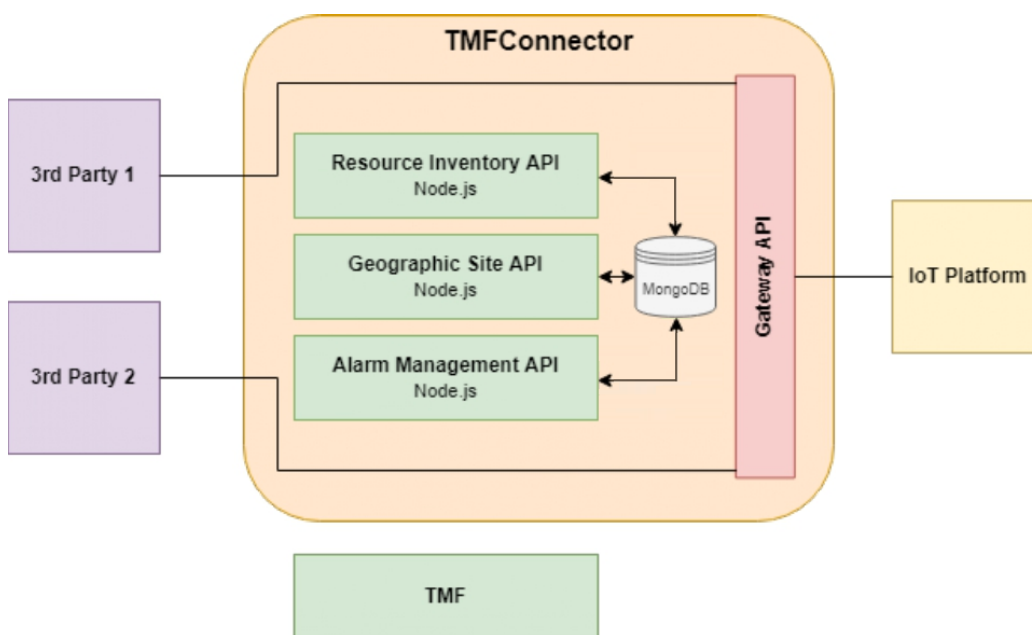 TMFConnector
3rd Party 1
Resource Inventory API
Node.js
Geographic Site API
Node.js
MongoDB
Gateway API
IoT Platform
3rd Party 2
Alarm Management API
Node.js
TMF